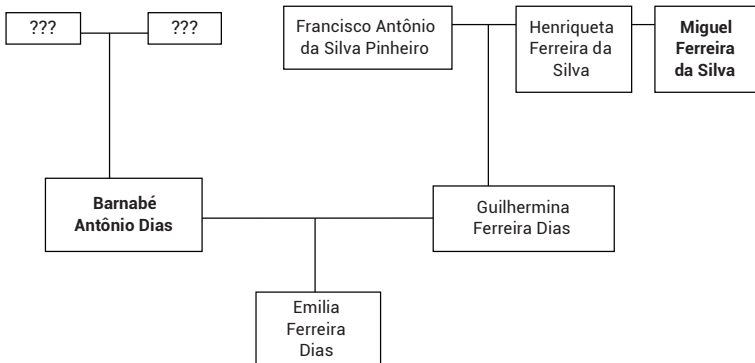 ???
???
Francisco Antônio
da Silva Pinheiro
Henriqueta
Ferreira da
Silva
Miguel
Ferreira
da Silva
Barnabé
Antônio Dias
Guilhermina
Ferreira Dias
Emilia
Ferreira
Dias